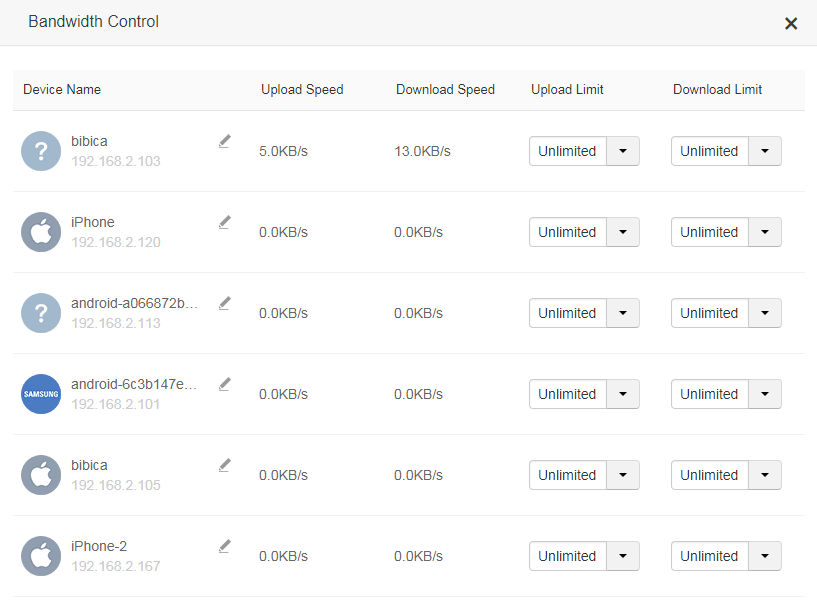 Bandwidth Control
Device Name Upload Speed Download Speed Upload Limit Download Limit
? bibica 5.0KB/s 13.0KB/s Unlimited Unlimited
192.168.2.103
iPhone 0.0KB/s 0.0KB/s Unlimited Unlimited
192.168.2.120
? android-a066872b... 0.0KB/s 0.0KB/s Unlimited Unlimited
192.168.2.113
SAMSUNG android-6c3b147e... 0.0KB/s 0.0KB/s Unlimited Unlimited
192.168.2.101
bibica 0.0KB/s 0.0KB/s Unlimited Unlimited
192.168.2.105
iPhone-2 0.0KB/s 0.0KB/s Unlimited Unlimited
192.168.2.167